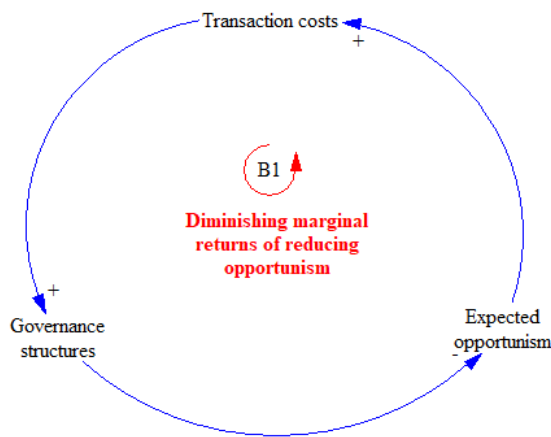 Transaction costs
+
B1
Diminishing marginal
returns of reducing
opportunism
+
Governance
structures
Expected
opportunism
-